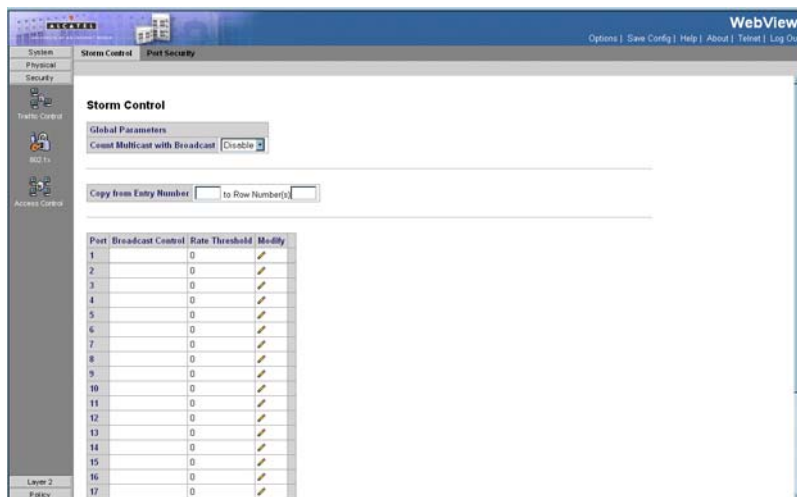 ALCATEL
WebView
Options | Save Config | Help | About | Telnet | Log Ou
System
Physical
Security
Traffic Control
802.1x
Access Control
Layer 2
Policy
Storm Control Port Security
Storm Control
Global Parameters
Count Multicast with Broadcast Disable
Copy from Entry Number to Row Number(s)
Port Broadcast Control Rate Threshold Modify
1 0
2 0
3 0
4 0
5 0
6 0
7 0
8 0
9 0
10 0
11 0
12 0
13 0
14 0
15 0
16 0
17 0